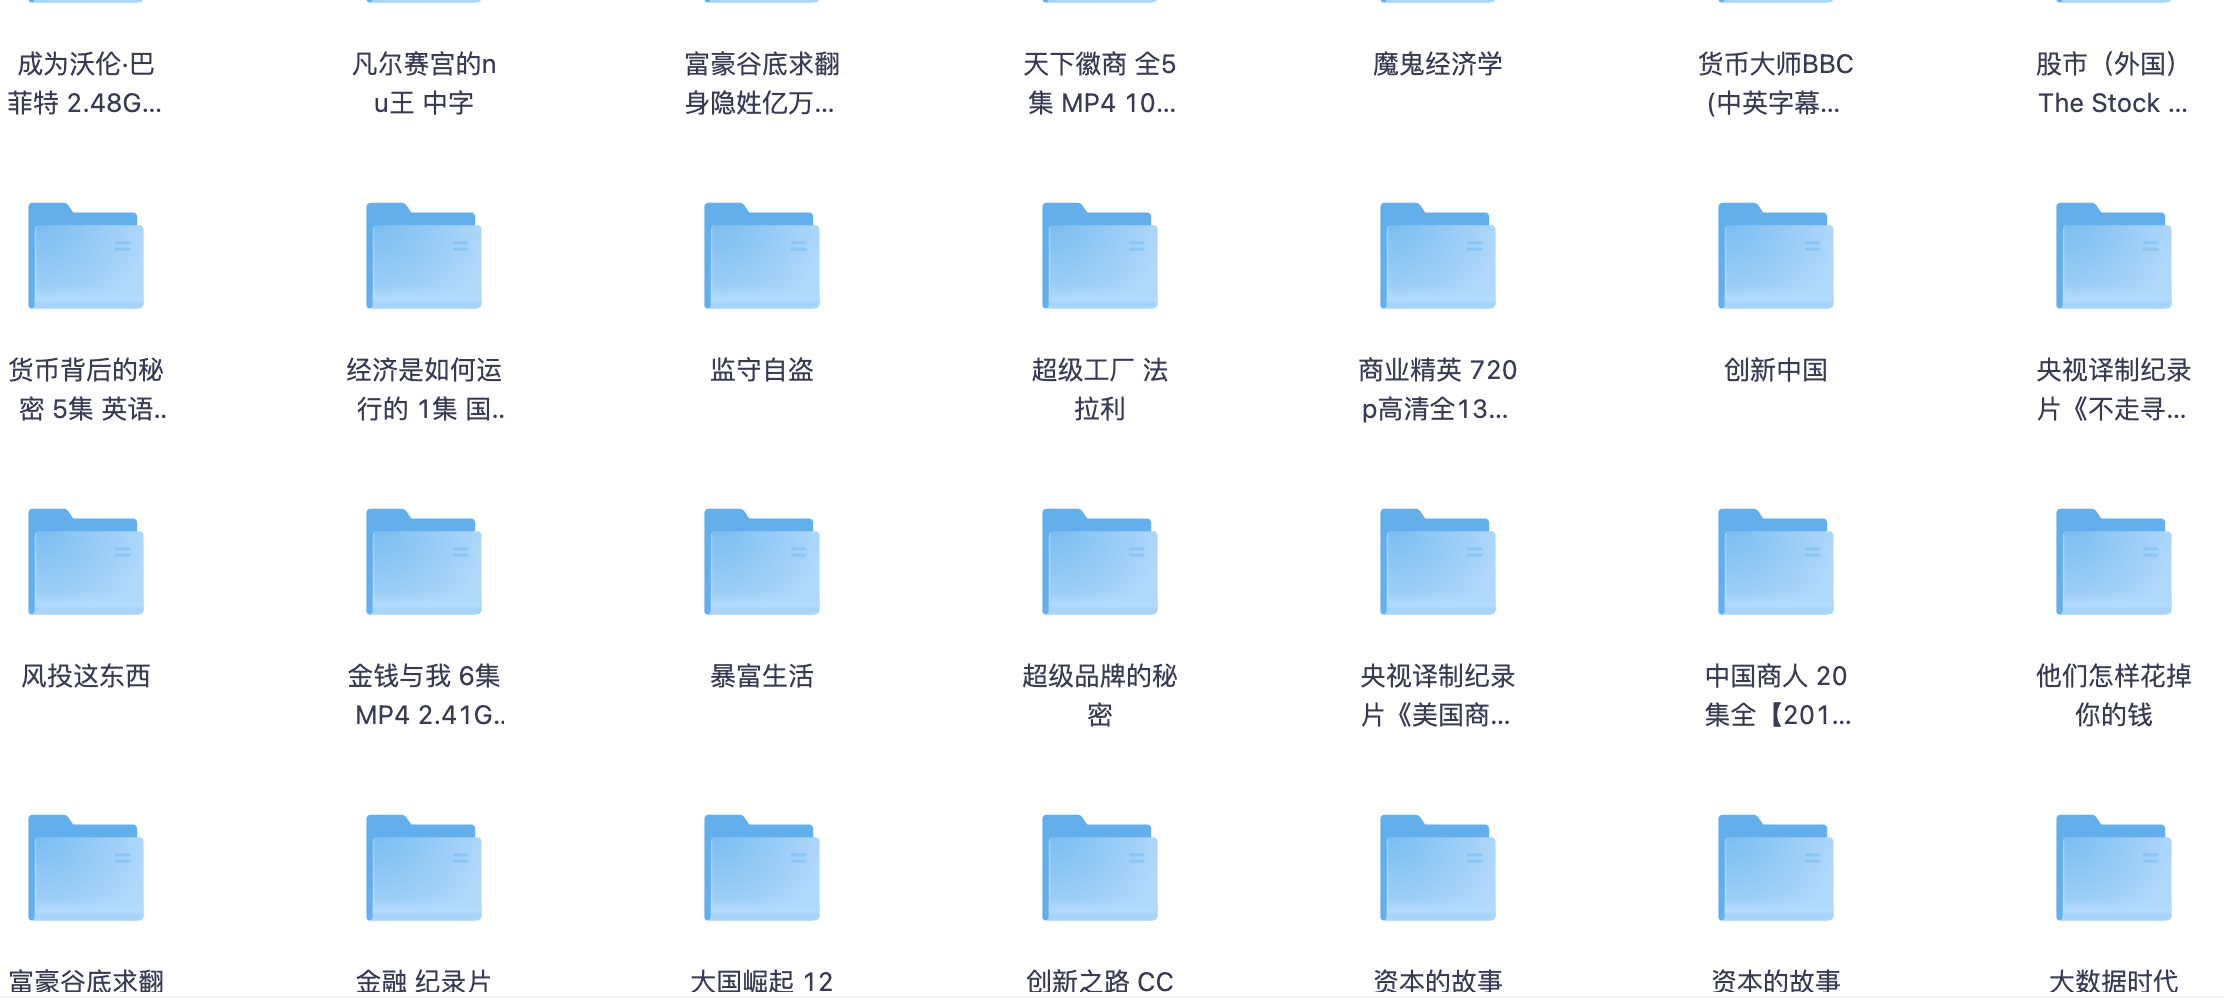 成为沃伦·巴
菲特 2.48G...
凡尔赛宫的n
u王 中字
富豪谷底求翻
身隐姓亿万...
天下徽商 全5
集 MP4 10...
魔鬼经济学
货币大师BBC
(中英字幕...
股市（外国）
The Stock ...
货币背后的秘
密 5集 英语..
经济是如何运
行的 1集 国..
监守自盗
超级工厂 法
拉利
商业精英 720
p高清全13...
创新中国
央视译制纪录
片《不走寻...
风投这东西
金钱与我 6集
MP4 2.41G..
暴富生活
超级品牌的秘
密
央视译制纪录
片《美国商...
中国商人 20
集全【201...
他们怎样花掉
你的钱
富豪谷底求翻
金融 纪录片
大国崛起 12
创新之路 CC
资本的故事
资本的故事
大数据时代